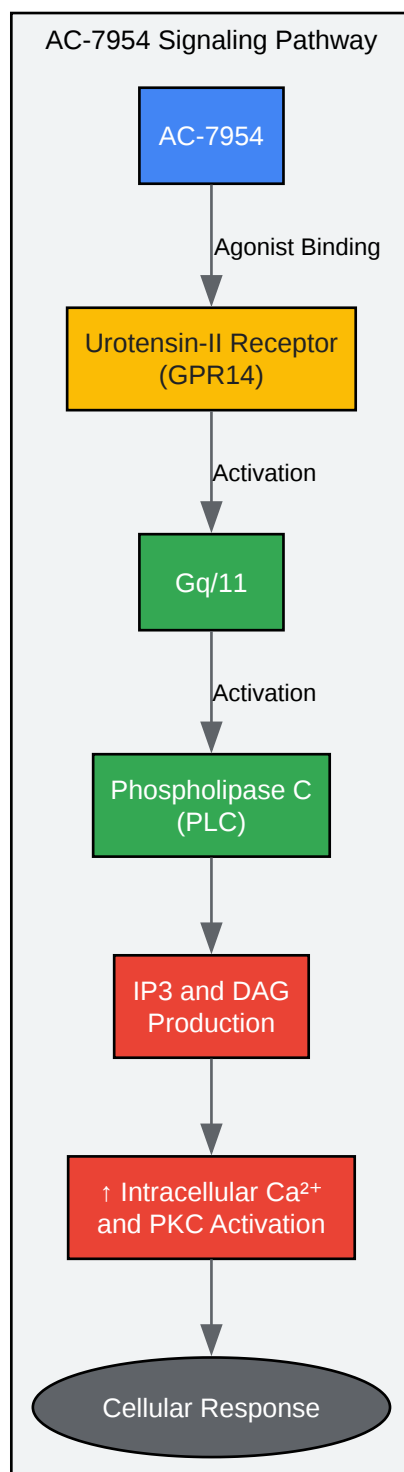 AC-7954 Signaling Pathway
AC-7954
Agonist Binding
Urotensin-II Receptor
(GPR14)
Activation
Gq/11
Activation
Phospholipase C
(PLC)
IP3 and DAG
Production
↑ Intracellular Ca²⁺
and PKC Activation
Cellular Response